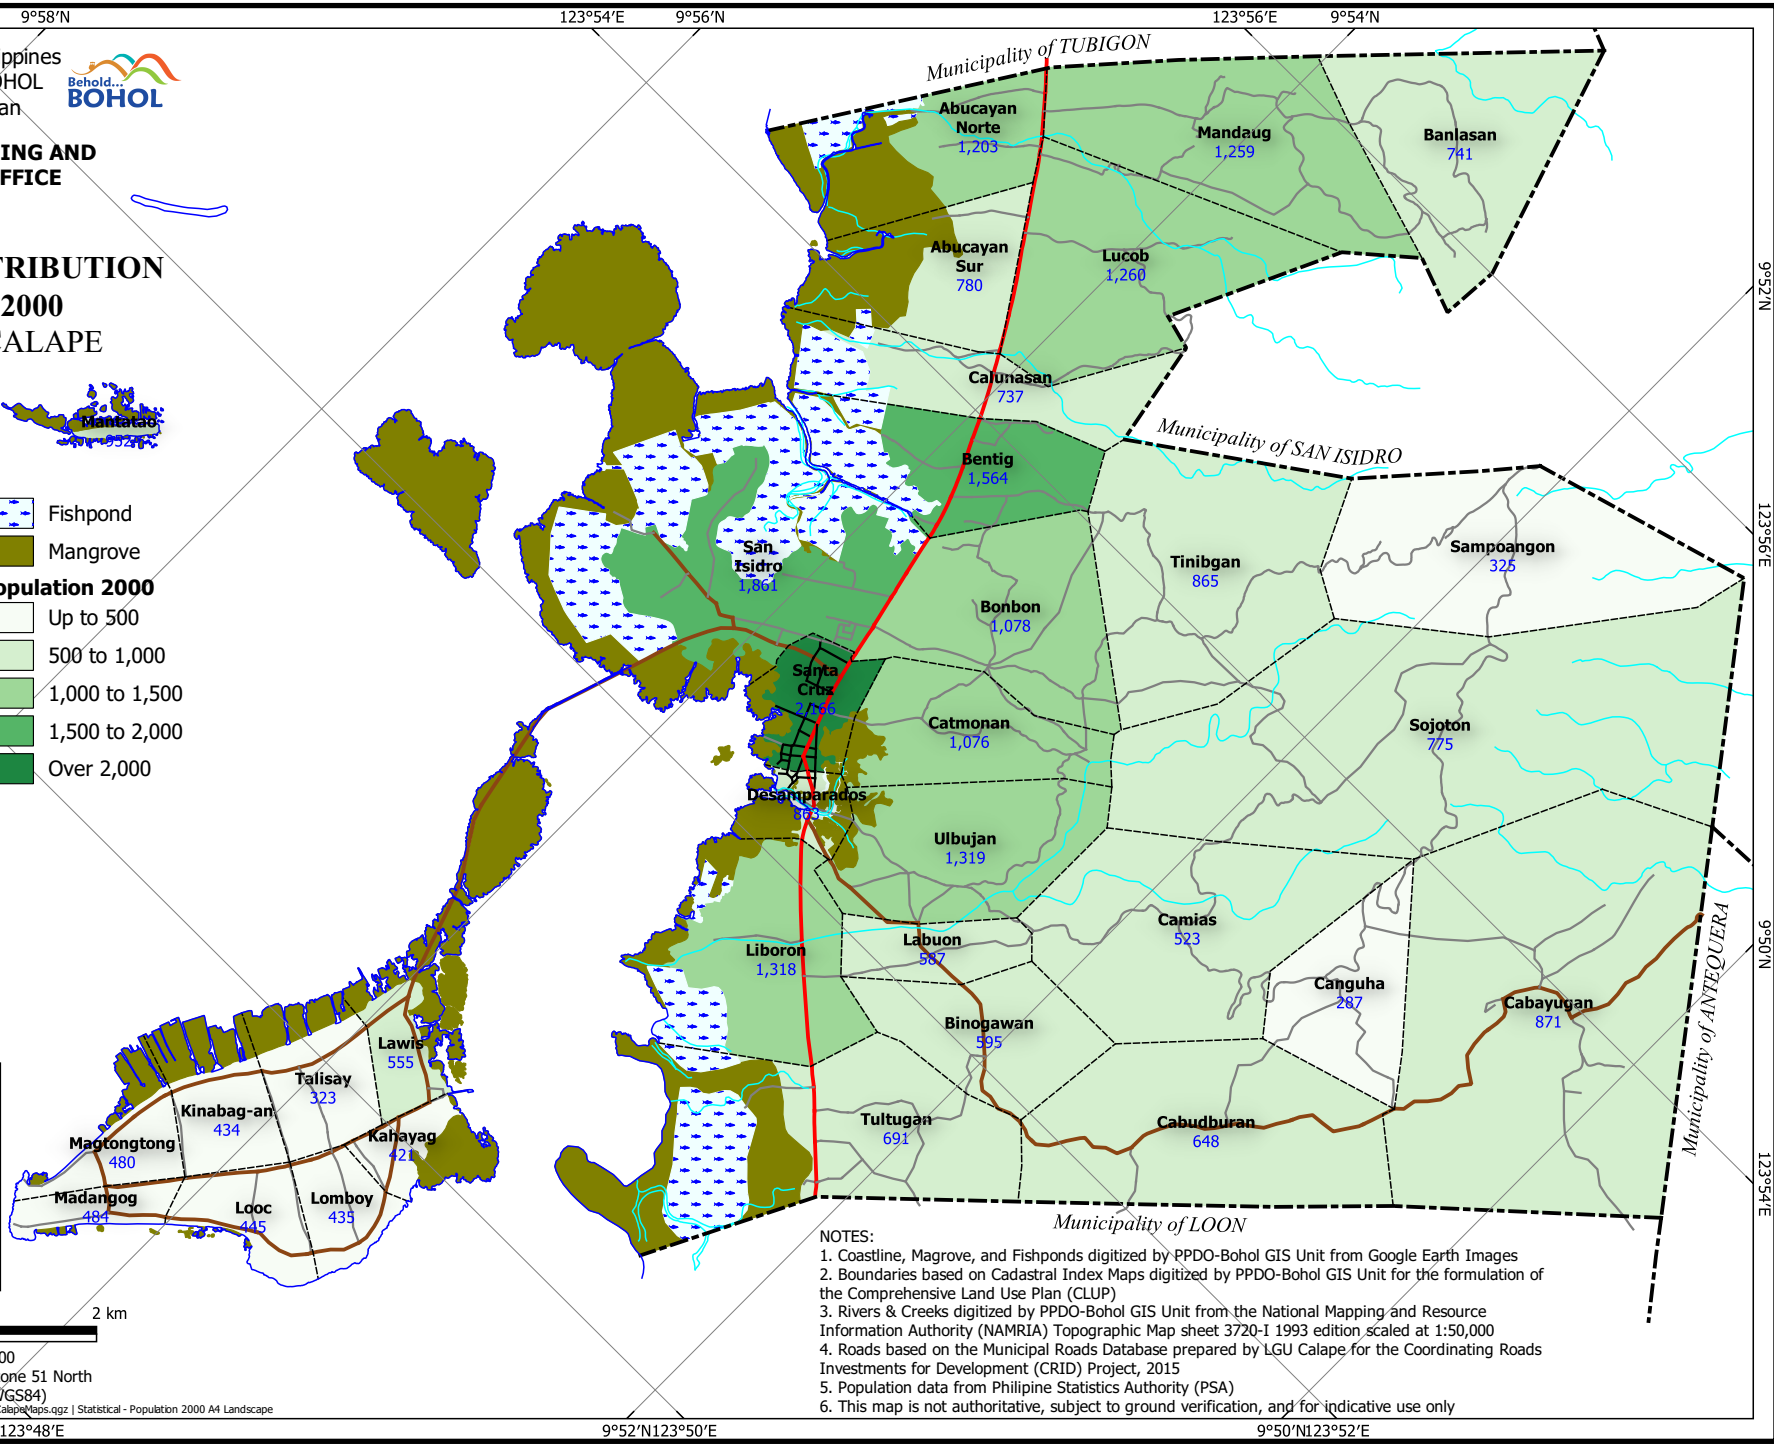 9°58'N
123°54'E
9°56'N
123°56'E
9°54'N
ppines
OHOL
an
Behold...
BOHOL
ING AND
FFICE
TRIBUTION
2000
CALAPE
Mantatao
952
Fishpond
Mangrove
opulation 2000
Up to 500
500 to 1,000
1,000 to 1,500
1,500 to 2,000
Over 2,000
Municipality of TUBIGON
Abucayan
Norte
1,203
Mandaug
1,259
Banlasan
741
Abucayan
Sur
780
Lucob
1,260
9°52'N
Calunasan
737
Municipality of SAN ISIDRO
Bentig
1,564
San
Isidro
1,861
Tinibgan
865
Sampoangon
325
123°56'E
Bonbon
1,078
Santa
Cruz
2,166
Catmonan
1,076
Sojoton
775
Desamparados
863
Ulbujan
1,319
Liboron
1,318
Labuon
587
Camias
523
Canguha
287
Cabayugan
871
9°50'N
Municipality of ANTEQUERA
Binogawan
595
Lawis
555
Talisay
323
Kinabag-an
434
Magtongtong
480
Kahayag
421
Madangog
484
Looc
445
Lomboy
435
Tultugan
691
Cabudburan
648
123°54'E
Municipality of LOON
NOTES:
1. Coastline, Magrove, and Fishponds digitized by PPDO-Bohol GIS Unit from Google Earth Images
2. Boundaries based on Cadastral Index Maps digitized by PPDO-Bohol GIS Unit for the formulation of
the Comprehensive Land Use Plan (CLUP)
3. Rivers & Creeks digitized by PPDO-Bohol GIS Unit from the National Mapping and Resource
Information Authority (NAMRIA) Topographic Map sheet 3720-I 1993 edition scaled at 1:50,000
4. Roads based on the Municipal Roads Database prepared by LGU Calape for the Coordinating Roads
Investments for Development (CRID) Project, 2015
5. Population data from Philipine Statistics Authority (PSA)
6. This map is not authoritative, subject to ground verification, and for indicative use only
2 km
00
one 51 North
WGS84)
CalapeMaps.qgz | Statistical - Population 2000 A4 Landscape
123°48'E
9°52'N
123°50'E
9°50'N
123°52'E